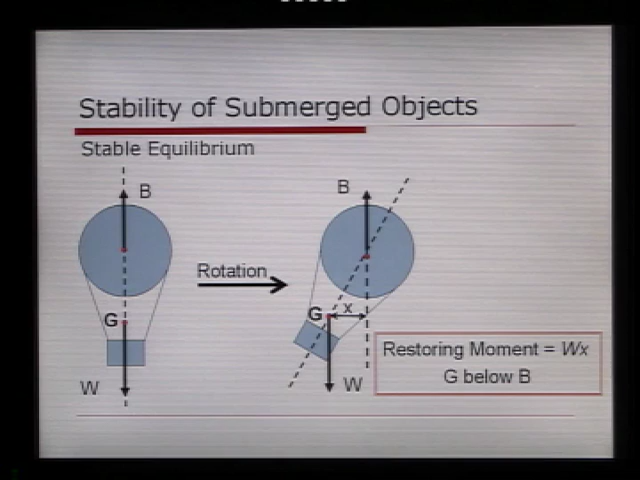 Stability of Submerged Objects
Stable Equilibrium
B
B
Rotation
G
G
x
W
W
Restoring Moment = Wx
G below B